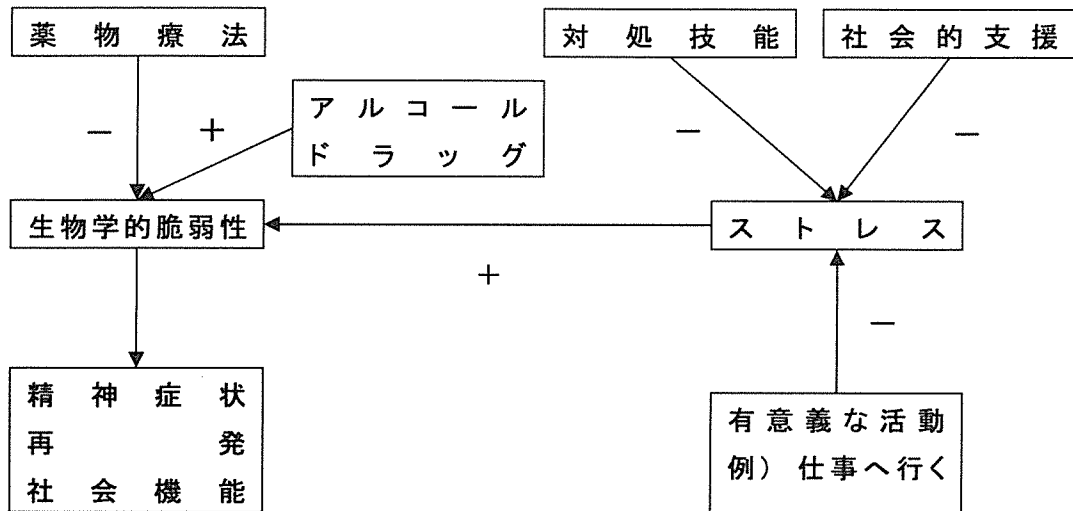 薬物療法
対処技能
社会的支援
アルコール
ドラッグ
－
＋
－
－
生物学的脆弱性
ストレス
＋
－
精神症状
再発
社会機能
有意義な活動
例）仕事へ行く